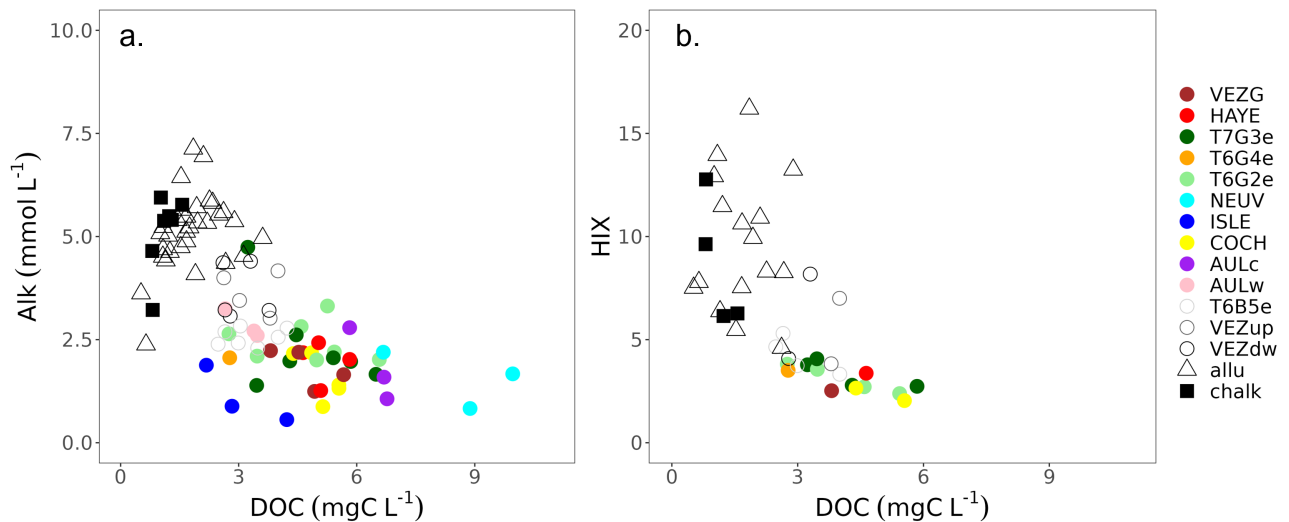 a.
10.0
7.5
5.0
2.5
0.0
Alk (mmol L⁻¹)
0 3 6 9
DOC (mgC L⁻¹)
b.
20
15
10
5
0
HIX
0 3 6 9
DOC (mgC L⁻¹)
VEZG
HAYE
T7G3e
T6G4e
T6G2e
NEUV
ISLE
COCH
AULc
AULw
T6B5e
VEZup
VEZdw
allu
chalk